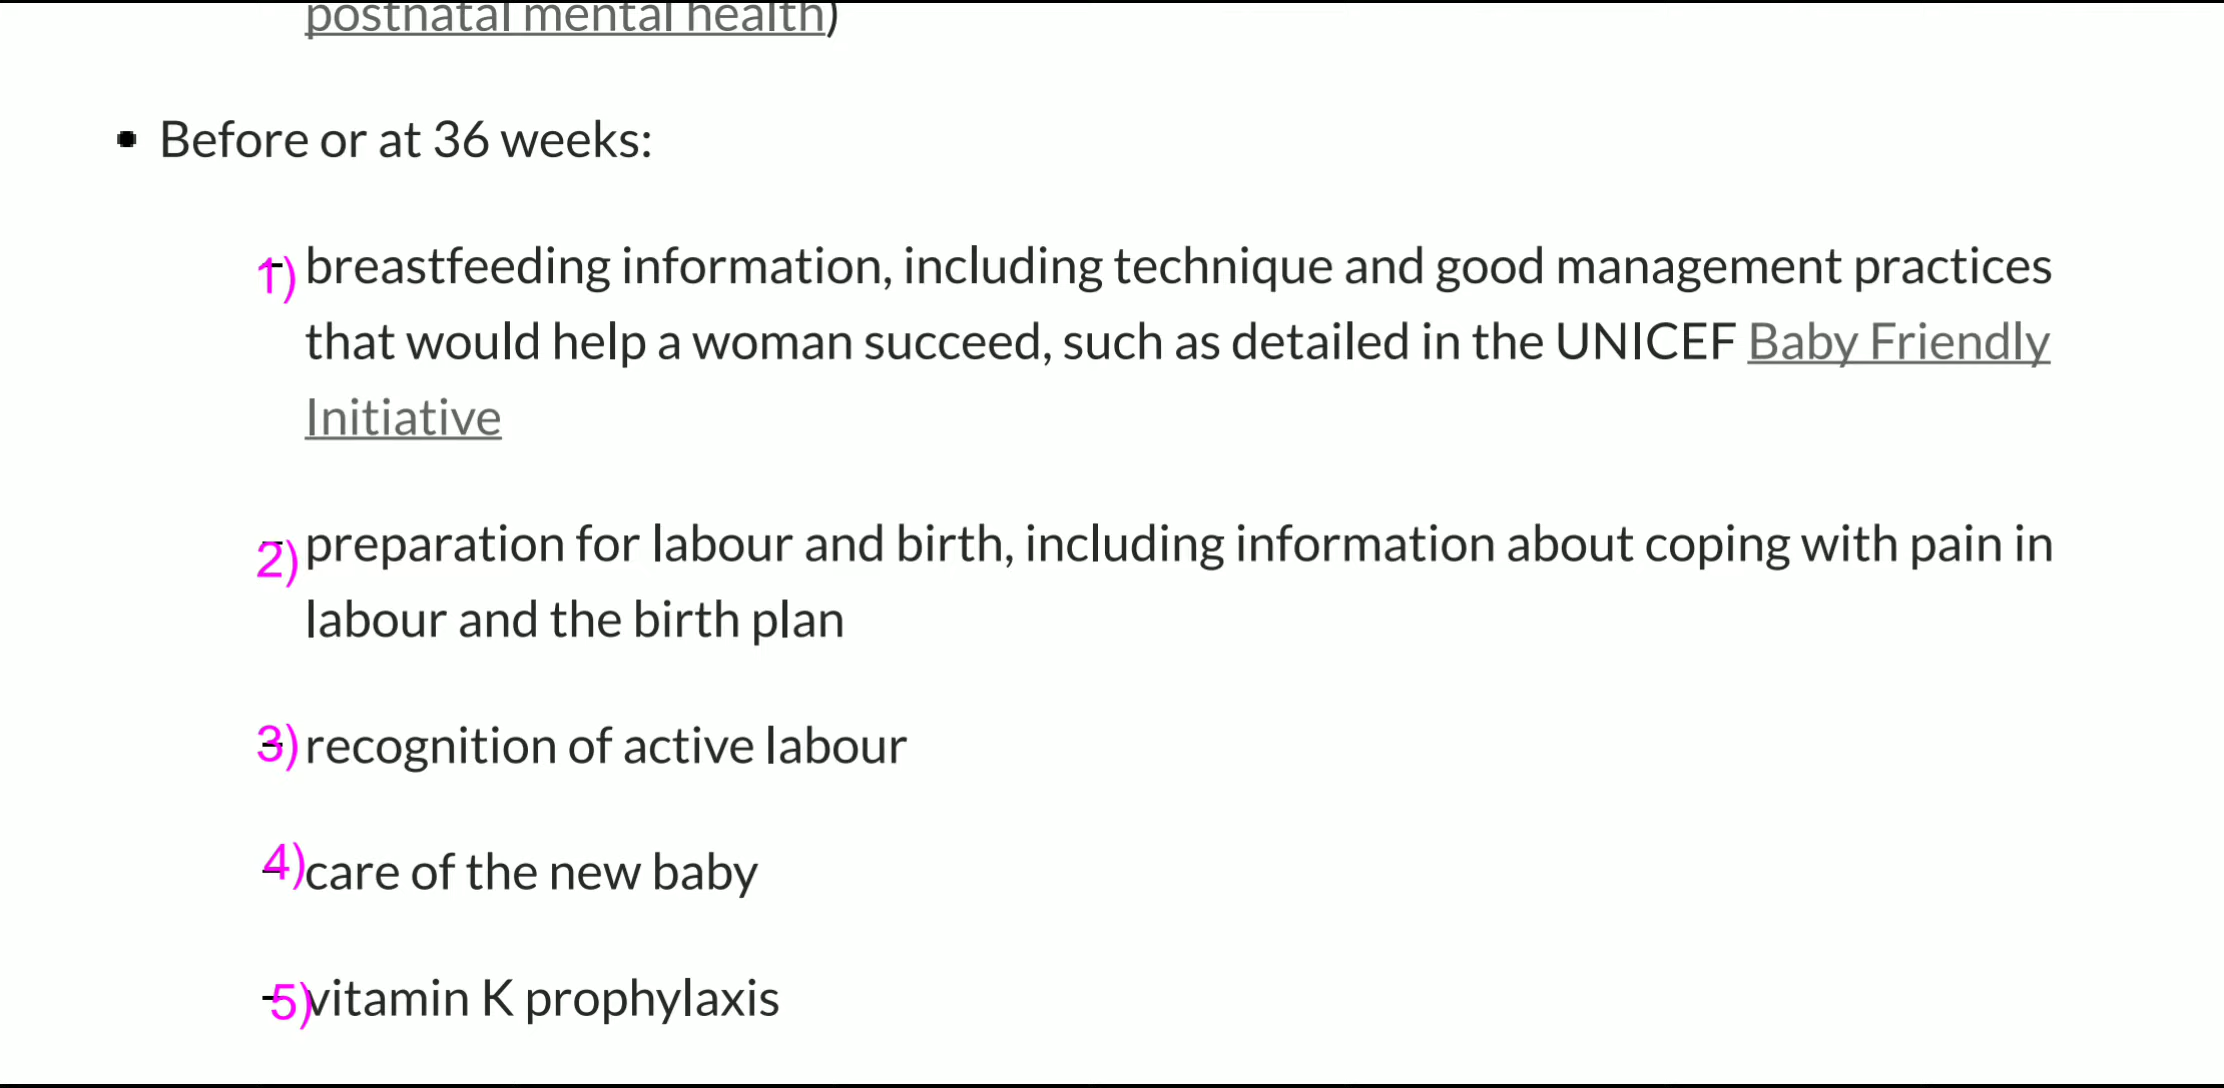 postnatal mental health)
▪ Before or at 36 weeks:
1) breastfeeding information, including technique and good management practices
that would help a woman succeed, such as detailed in the UNICEF Baby Friendly
Initiative
2) preparation for labour and birth, including information about coping with pain in
labour and the birth plan
3) recognition of active labour
4) care of the new baby
5) vitamin K prophylaxis